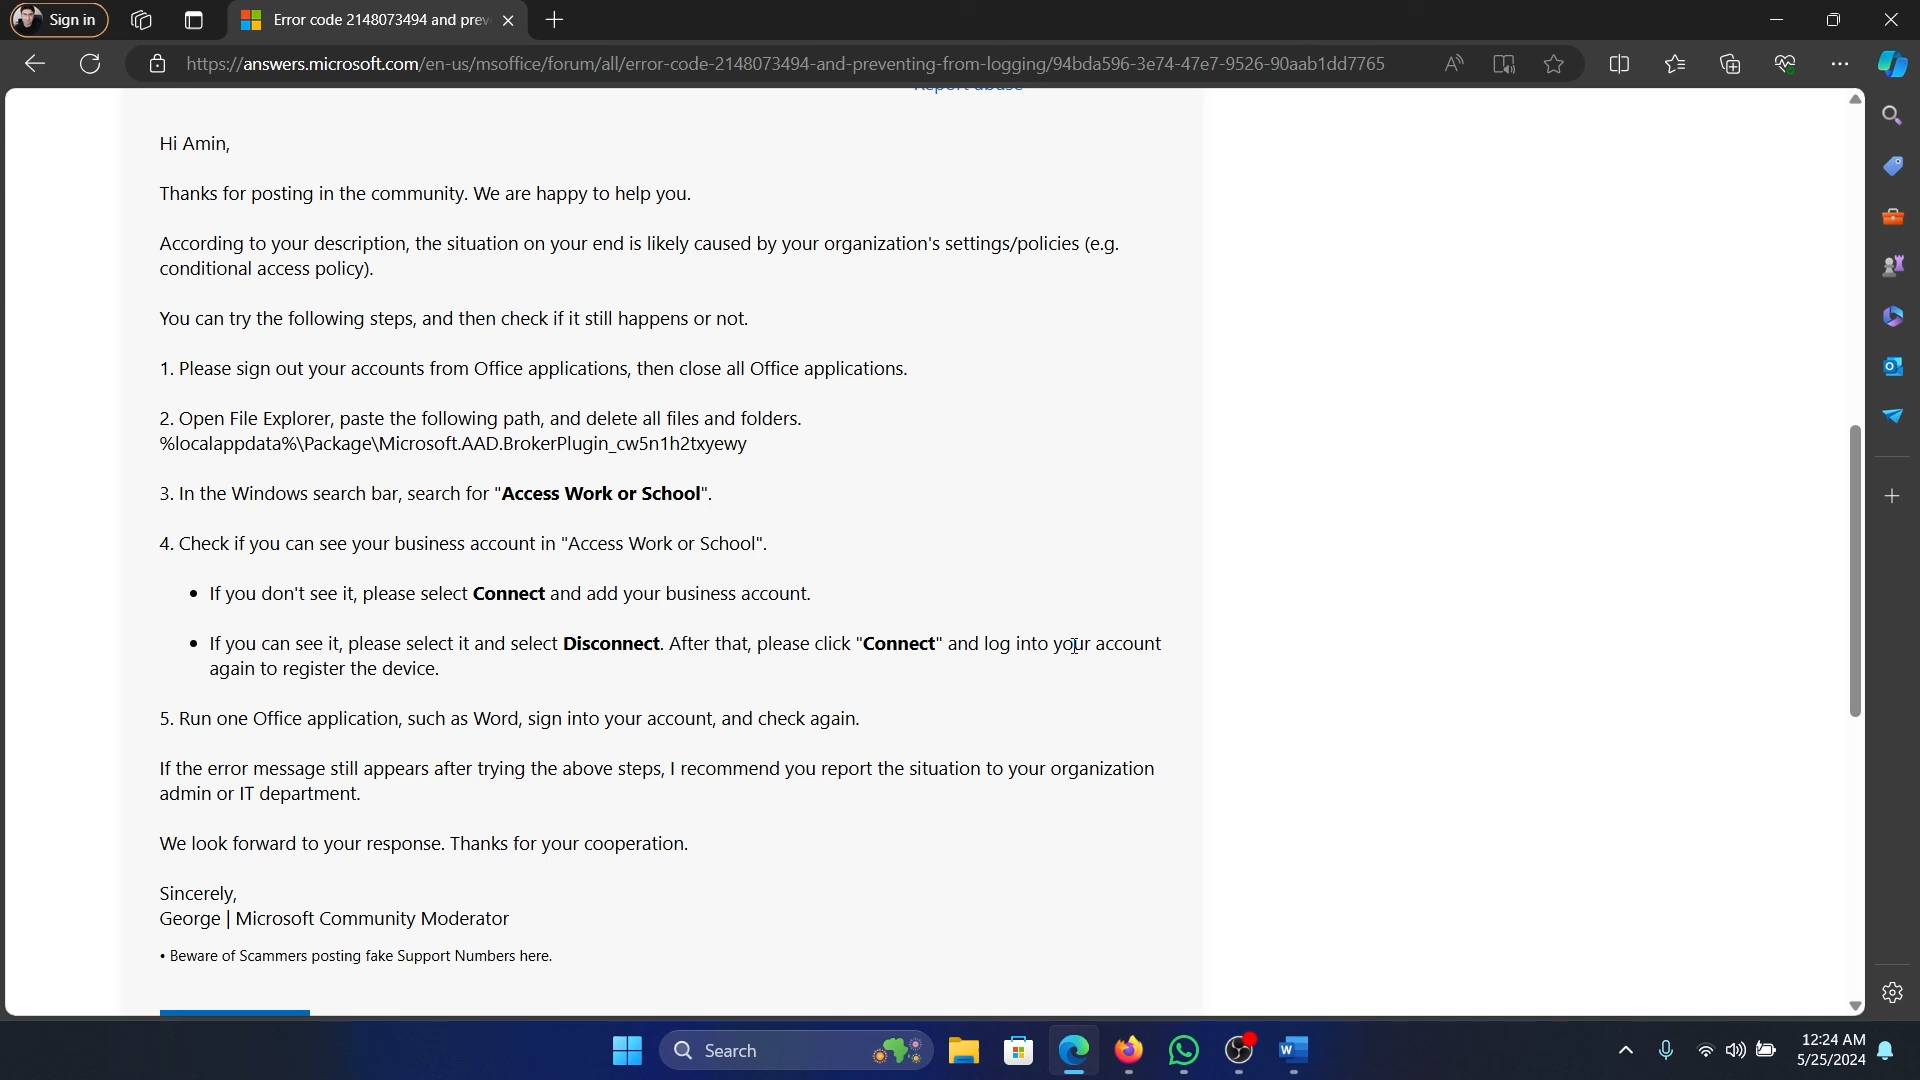 Sign in
Error code 2148073494 and prev
https://answers.microsoft.com/en-us/msoffice/forum/all/error-code-2148073494-and-preventing-from-logging/94bda596-3e74-47e7-9526-90aab1dd7765
Report abuse
Hi Amin,
Thanks for posting in the community. We are happy to help you.
According to your description, the situation on your end is likely caused by your organization's settings/policies (e.g.
conditional access policy).
You can try the following steps, and then check if it still happens or not.
1. Please sign out your accounts from Office applications, then close all Office applications.
2. Open File Explorer, paste the following path, and delete all files and folders.
%localappdata%\Package\Microsoft.AAD.BrokerPlugin_cw5n1h2txyewy
3. In the Windows search bar, search for "Access Work or School".
4. Check if you can see your business account in "Access Work or School".
• If you don't see it, please select Connect and add your business account.
• If you can see it, please select it and select Disconnect. After that, please click "Connect" and log into your account
again to register the device.
5. Run one Office application, such as Word, sign into your account, and check again.
If the error message still appears after trying the above steps, I recommend you report the situation to your organization
admin or IT department.
We look forward to your response. Thanks for your cooperation.
Sincerely,
George | Microsoft Community Moderator
• Beware of Scammers posting fake Support Numbers here.
Search
12:24 AM
5/25/2024